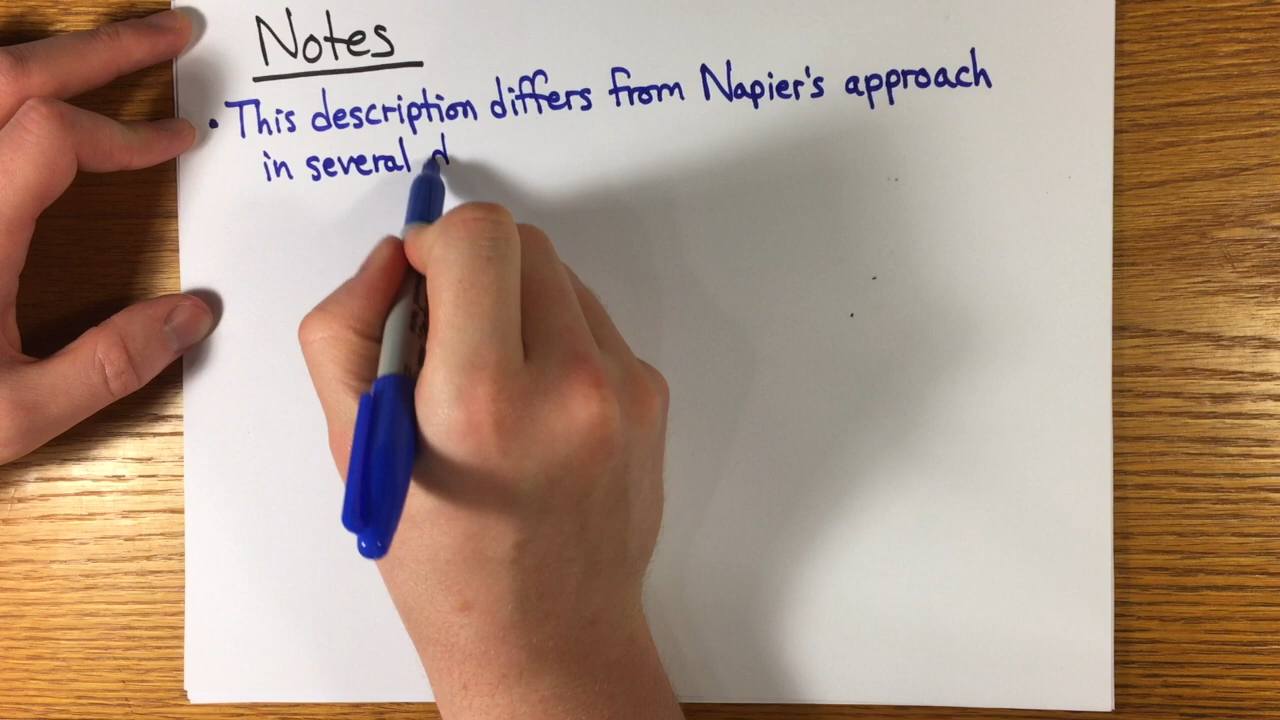 Notes
• This description differs from Napier's approach
in several